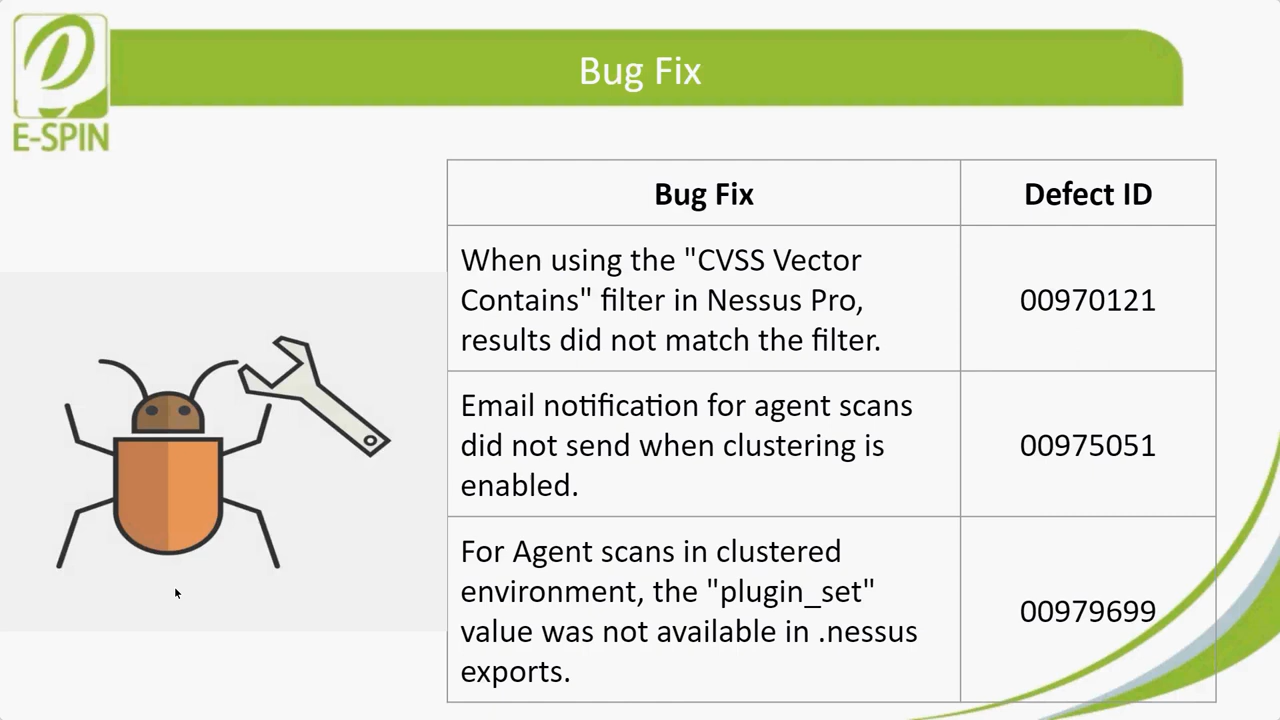 Bug Fix
E-SPIN
Bug Fix
Defect ID
When using the "CVSS Vector
Contains" filter in Nessus Pro,
results did not match the filter.
00970121
Email notification for agent scans
did not send when clustering is
enabled.
00975051
For Agent scans in clustered
environment, the "plugin_set"
value was not available in .nessus
exports.
00979699